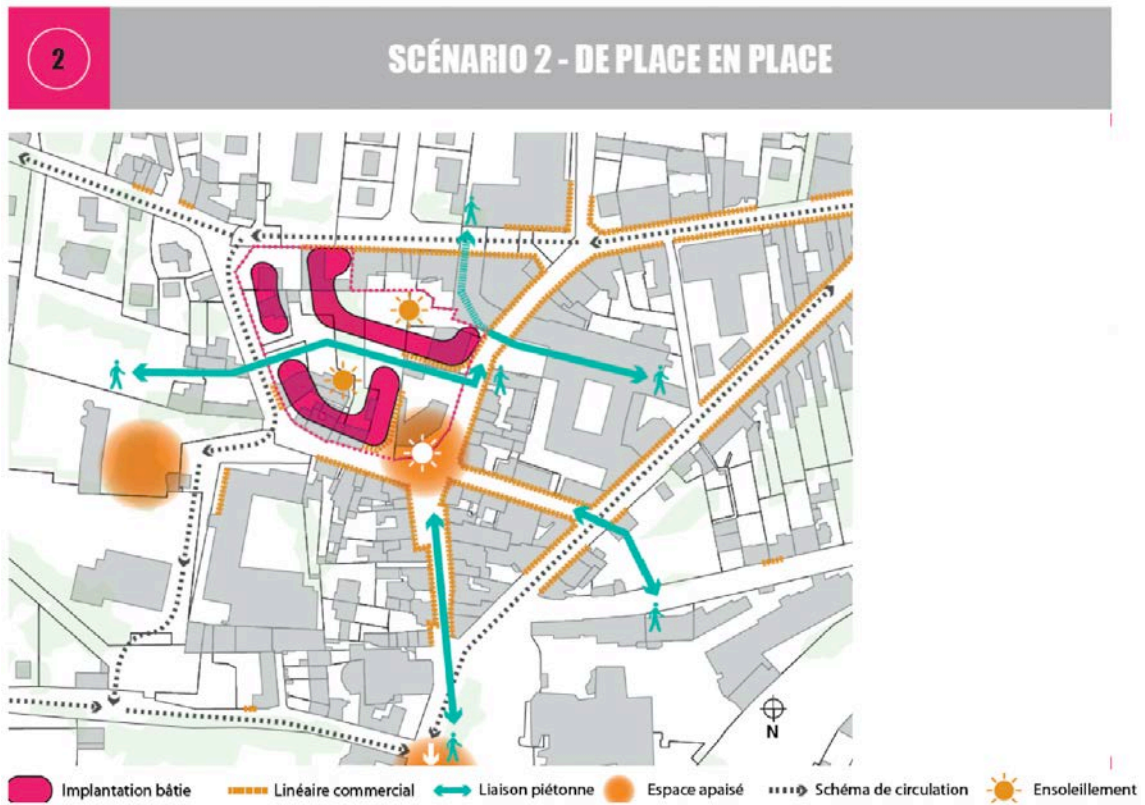 2
SCÉNARIO 2 - DE PLACE EN PLACE
N
Implantation bâtie
Linéaire commercial
Liaison piétonne
Espace apaisé
Schéma de circulation
Ensoleillement